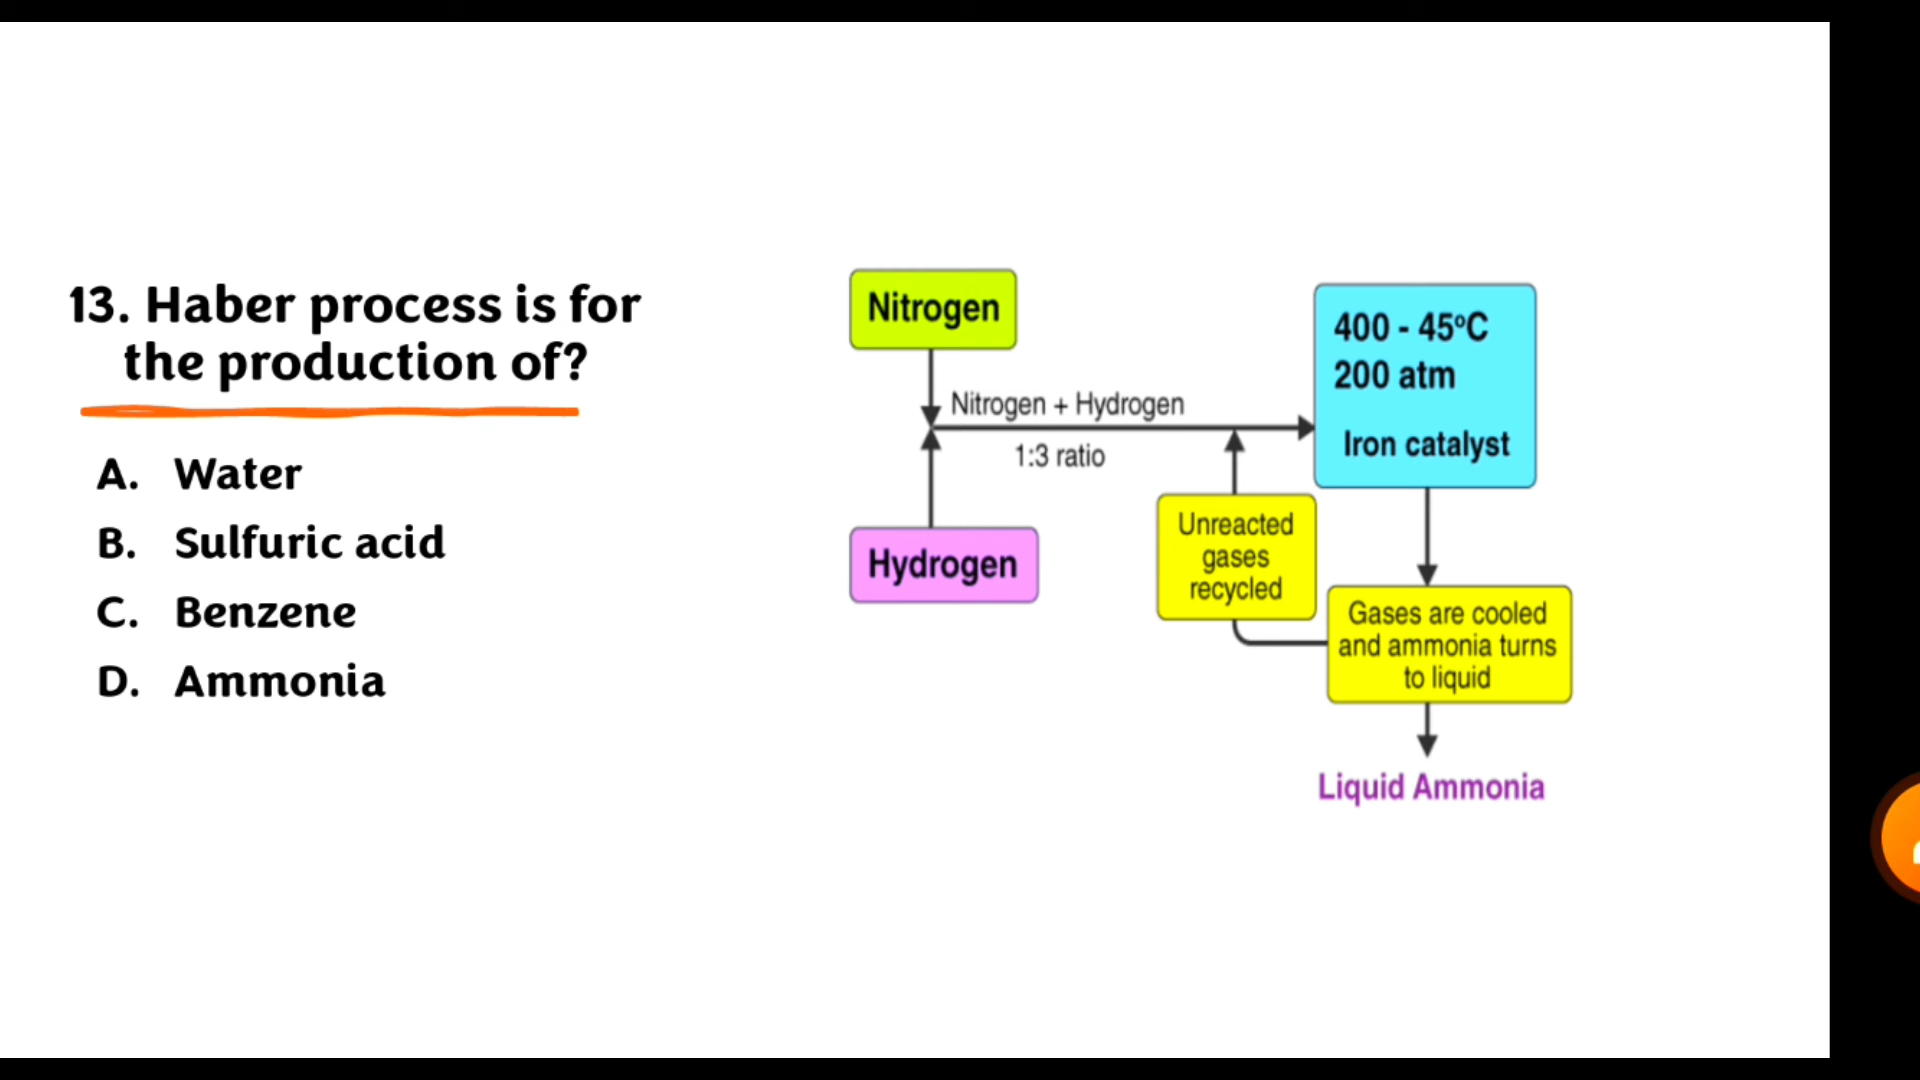 13. Haber process is for
the production of?
A. Water
B. Sulfuric acid
C. Benzene
D. Ammonia
Nitrogen
Nitrogen + Hydrogen
1:3 ratio
Hydrogen
400 - 45ºC
200 atm
Iron catalyst
Unreacted
gases
recycled
Gases are cooled
and ammonia turns
to liquid
Liquid Ammonia